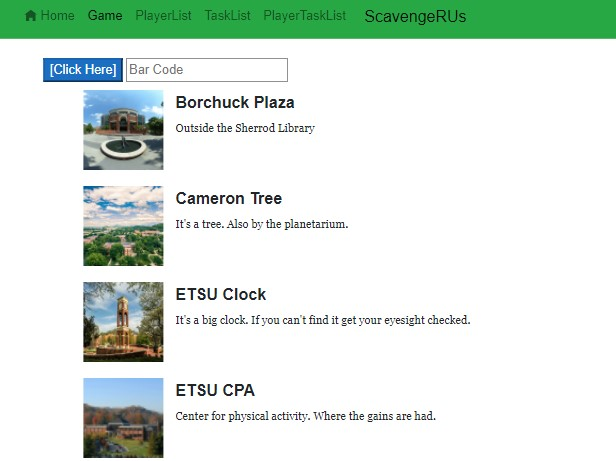 Home Game PlayerList TaskList PlayerTaskList ScavengeRUs
[Click Here] Bar Code
Borchuck Plaza
Outside the Sherrod Library
Cameron Tree
It's a tree. Also by the planetarium.
ETSU Clock
It's a big clock. If you can't find it get your eyesight checked.
ETSU CPA
Center for physical activity. Where the gains are had.